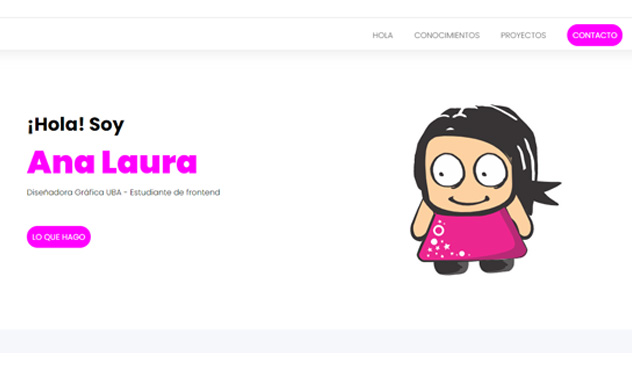 HOLA CONOCIMIENTOS PROYECTOS CONTACTO
¡Hola! Soy
Ana Laura
Diseñadora Gráfica UBA - Estudiante de frontend
LO QUE HAGO